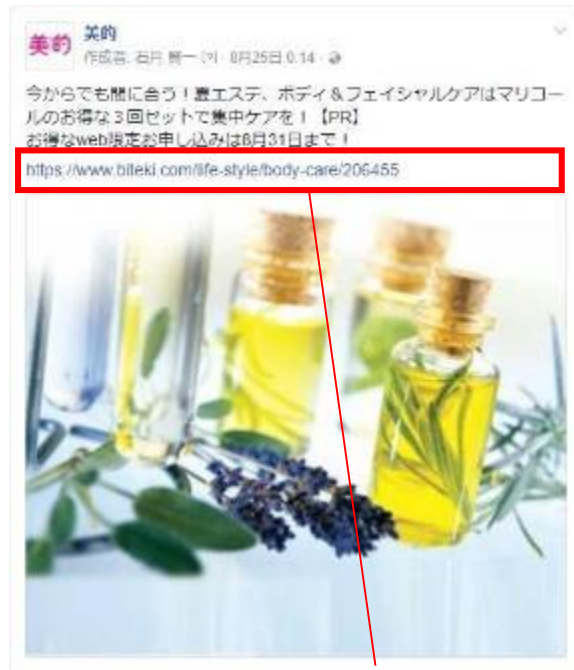 美的
美的
作成者: 石月 賢一 [?]· 8月25日 0:14 ·
今からでも間に合う!夏エステ、ボディ&フェイシャルケアはマリコー
ルのお得な3回セットで集中ケアを!【PR】
お得なweb限定お申し込みは8月31日まで!
https://www.biteki.com/life-style/body-care/206455